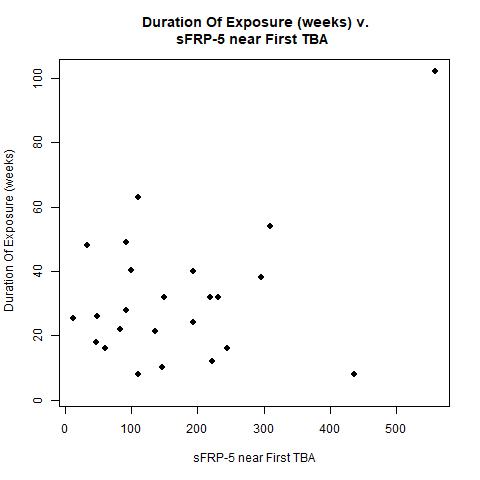 Duration Of Exposure (weeks) v.
sFRP-5 near First TBA
Duration Of Exposure (weeks)
100
80
60
40
20
0
0 100 200 300 400 500
sFRP-5 near First TBA